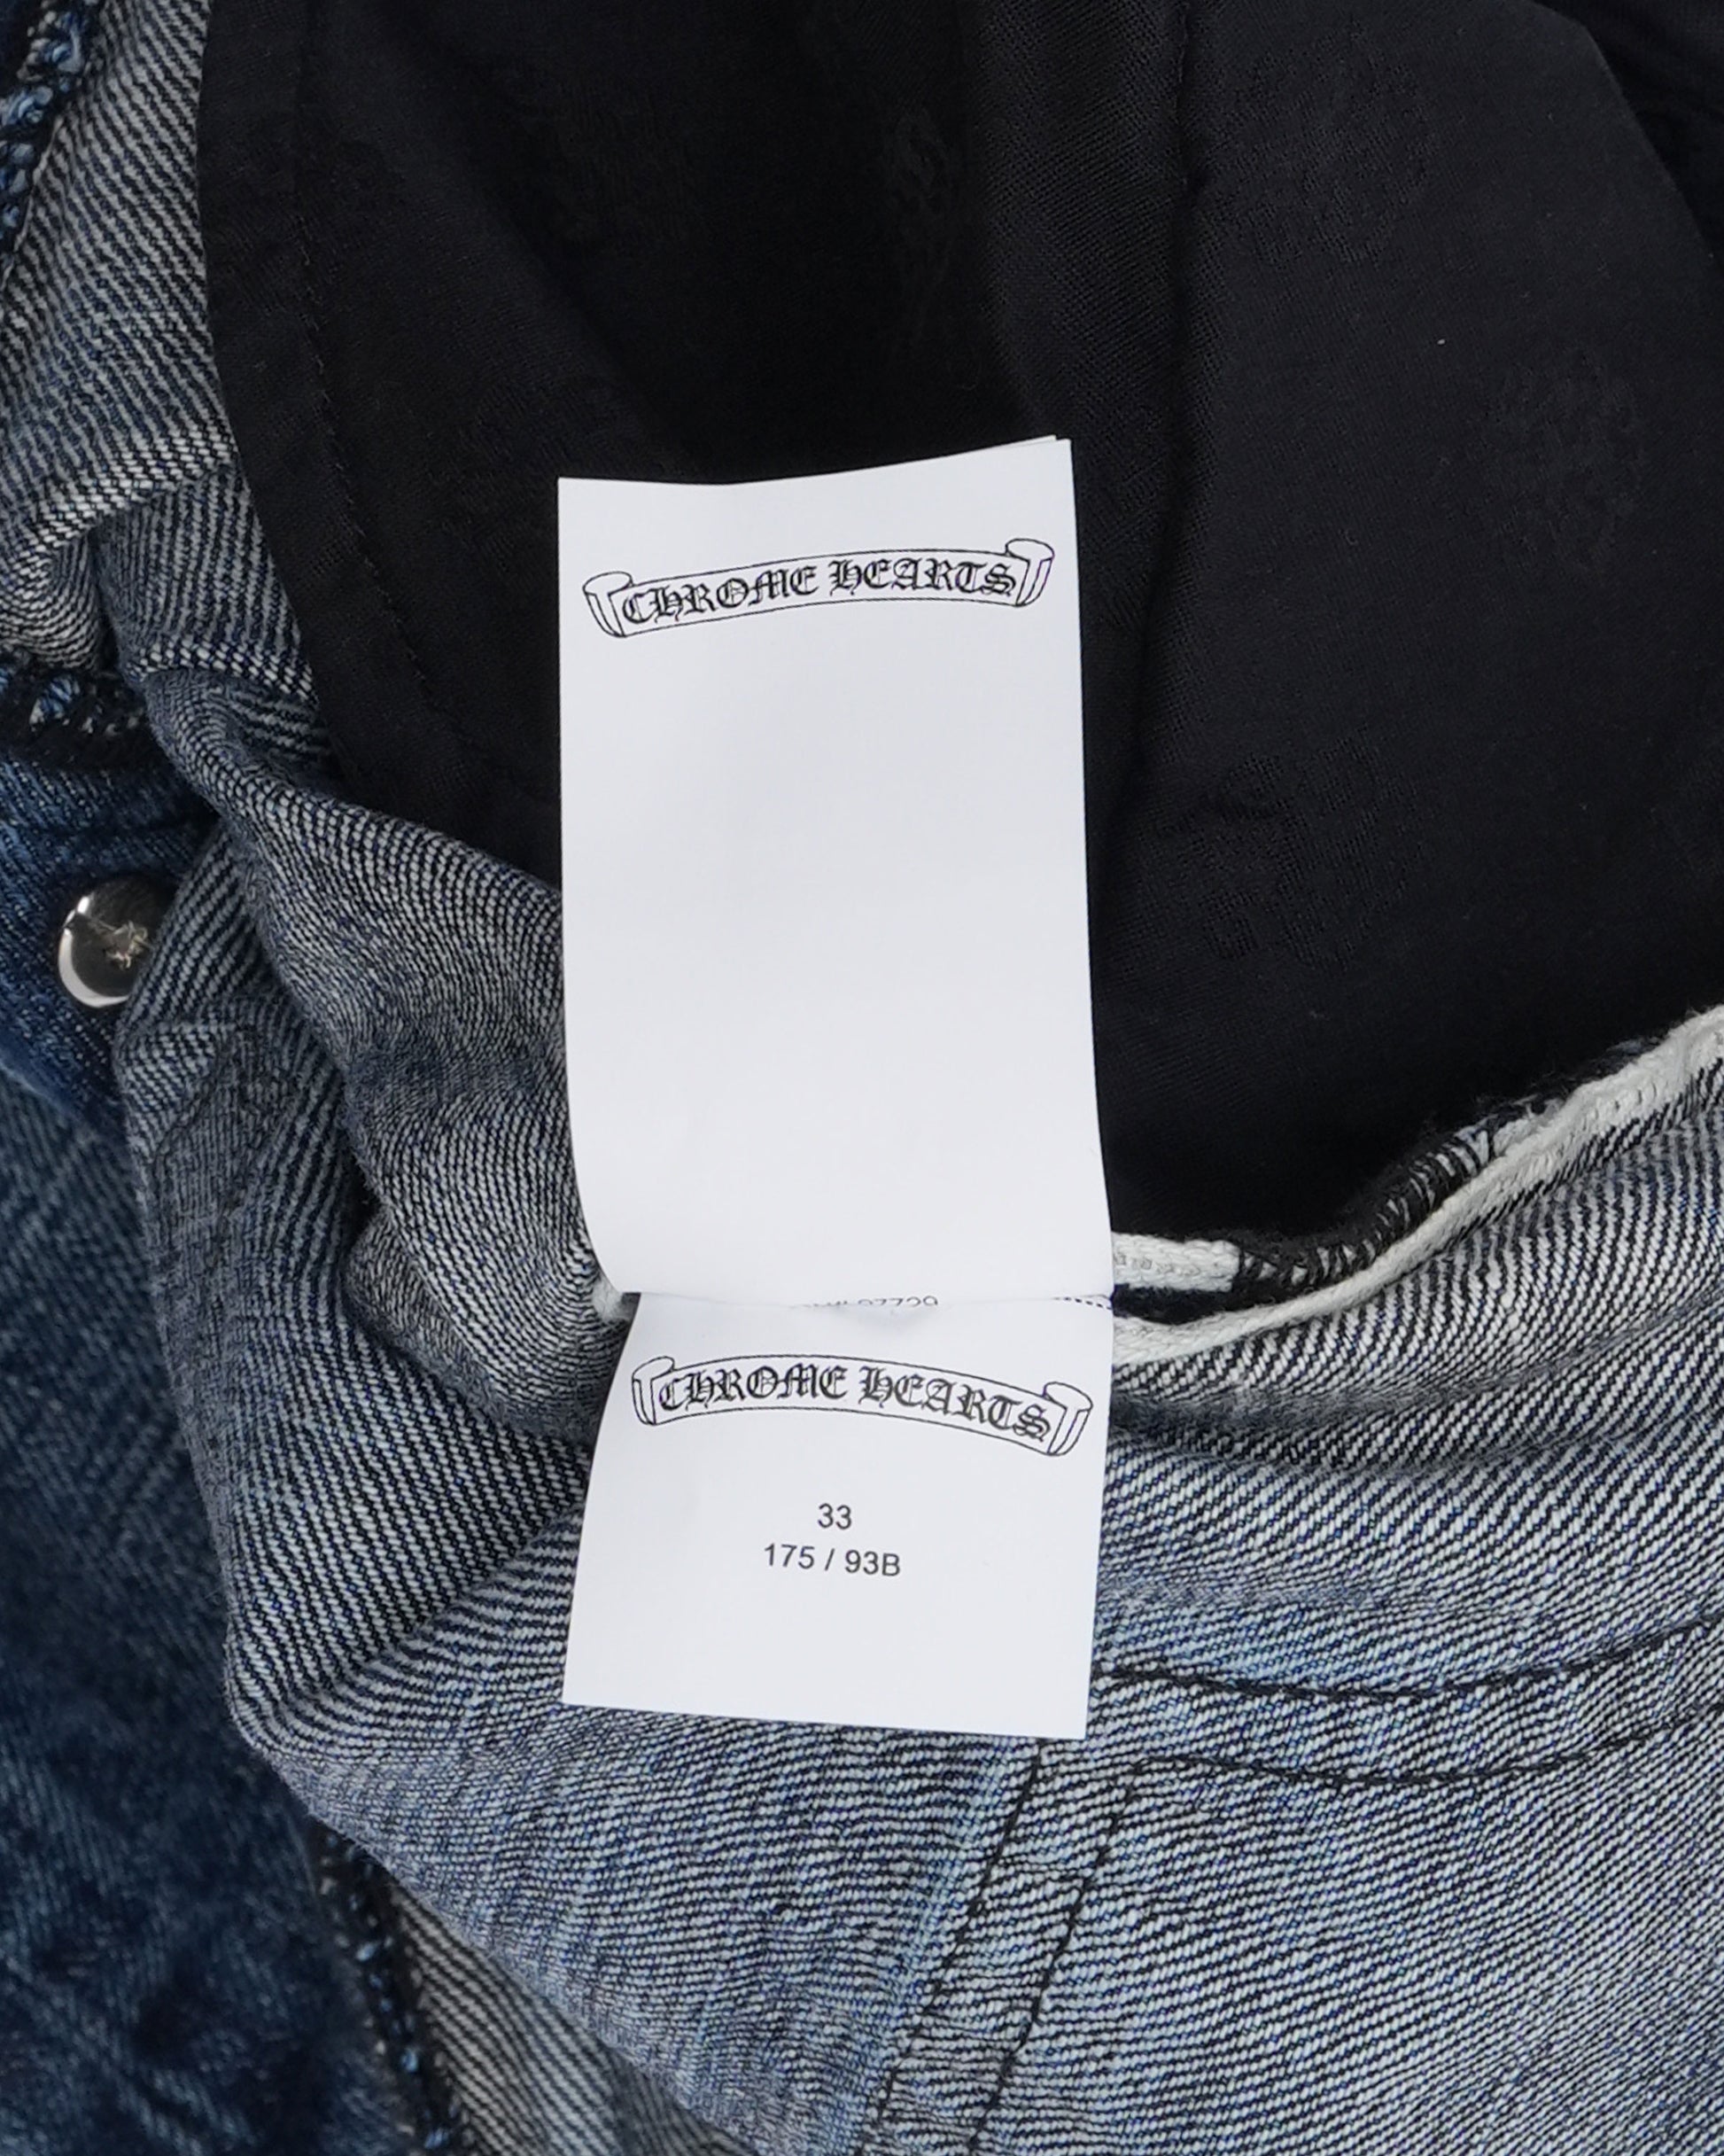 CHROME HEARTS
CHROME HEARTS
33
175 / 93B